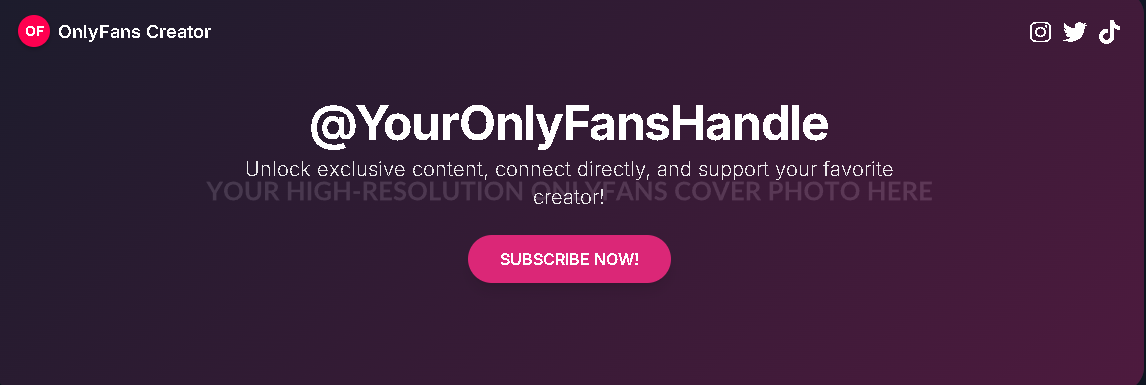 OF OnlyFans Creator
@YourOnlyFansHandle
Unlock exclusive content, connect directly, and support your favorite
YOUR HIGH-RESOLUTION ONLYFANS COVER PHOTO HERE
creator!
SUBSCRIBE NOW!